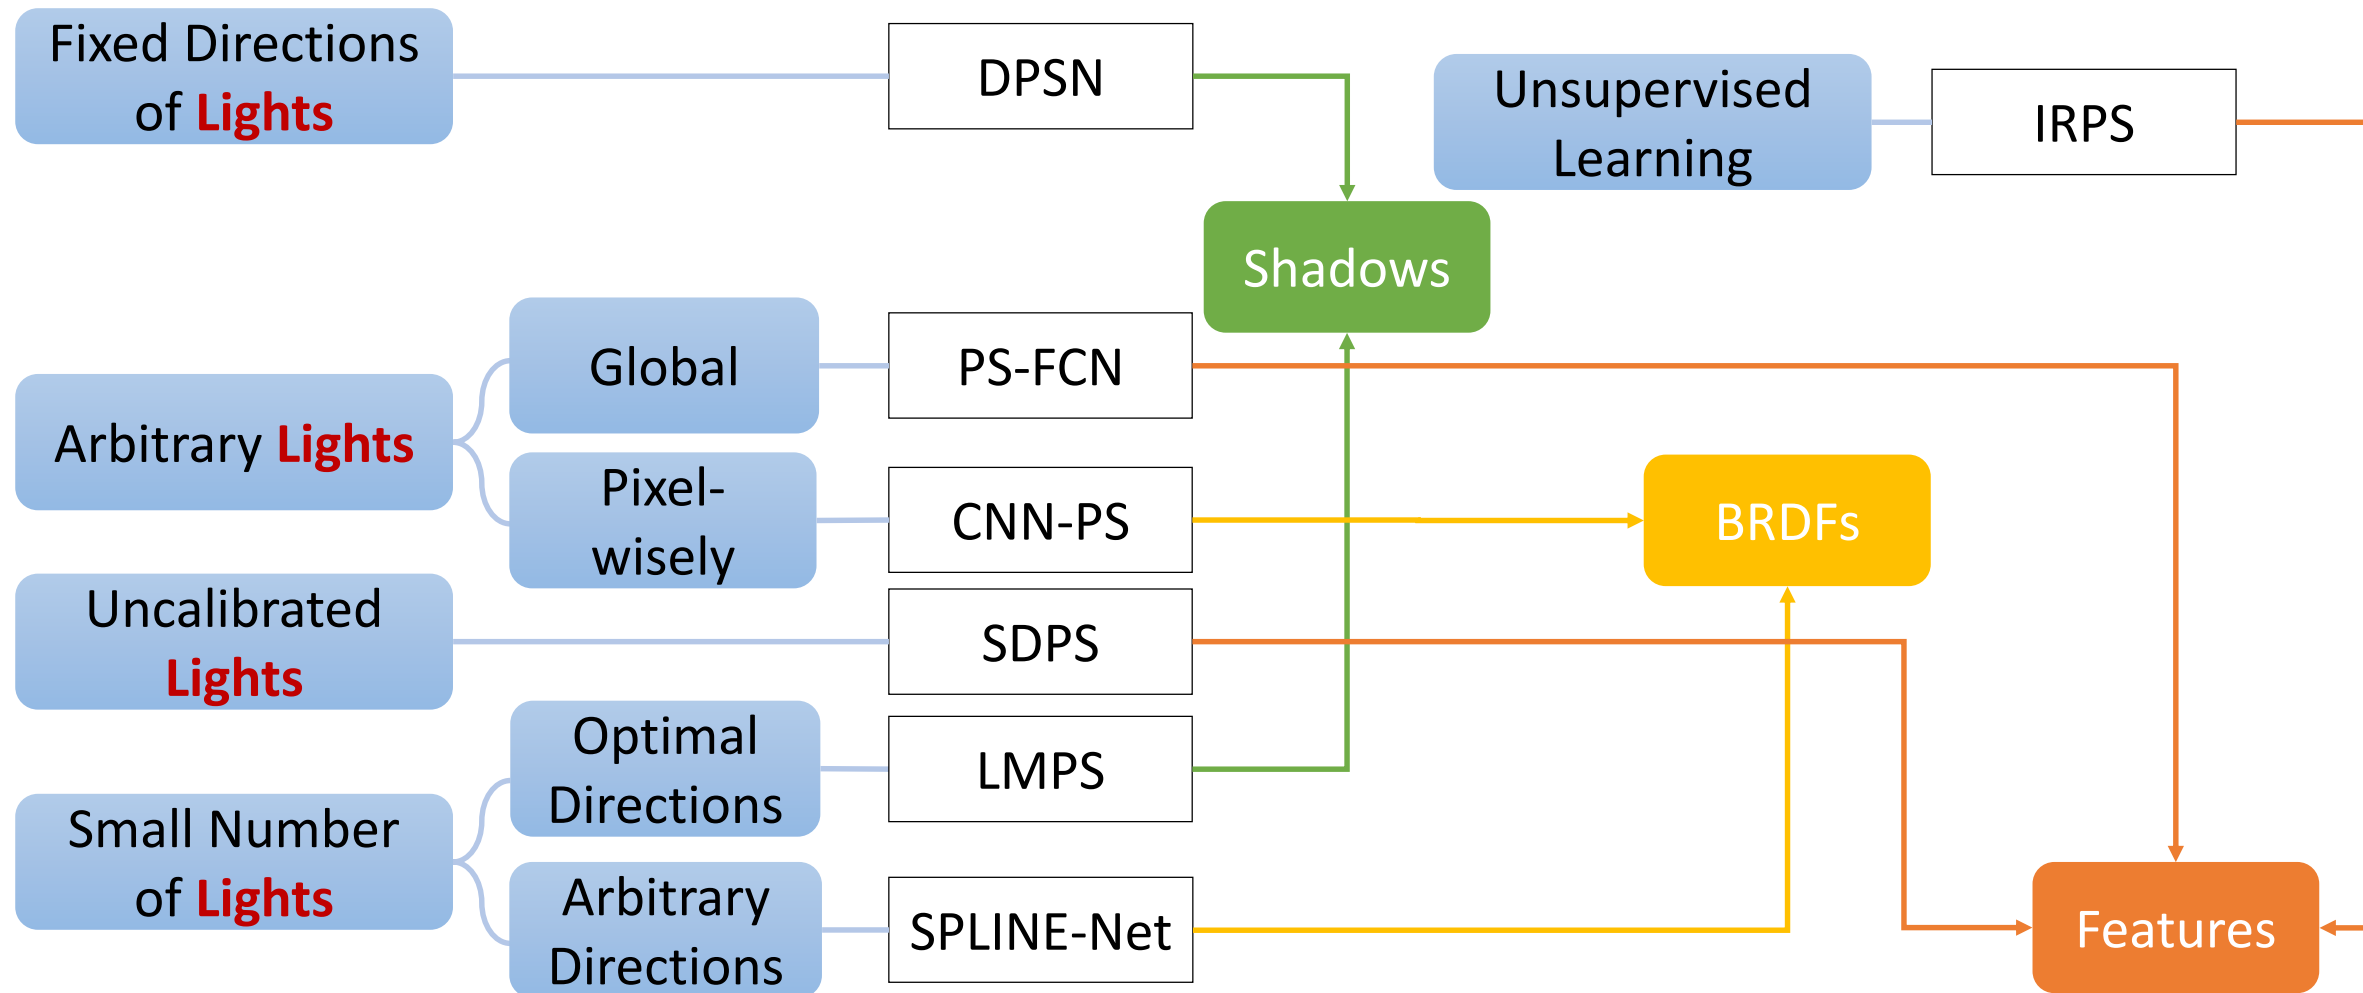 Fixed Directions
of Lights
DPSN
Unsupervised
Learning
IRPS
Shadows
Global
PS-FCN
Arbitrary Lights
Pixel-
wisely
CNN-PS
BRDFs
Uncalibrated
Lights
SDPS
Optimal
Directions
LMPS
Small Number
of Lights
Arbitrary
Directions
SPLINE-Net
Features